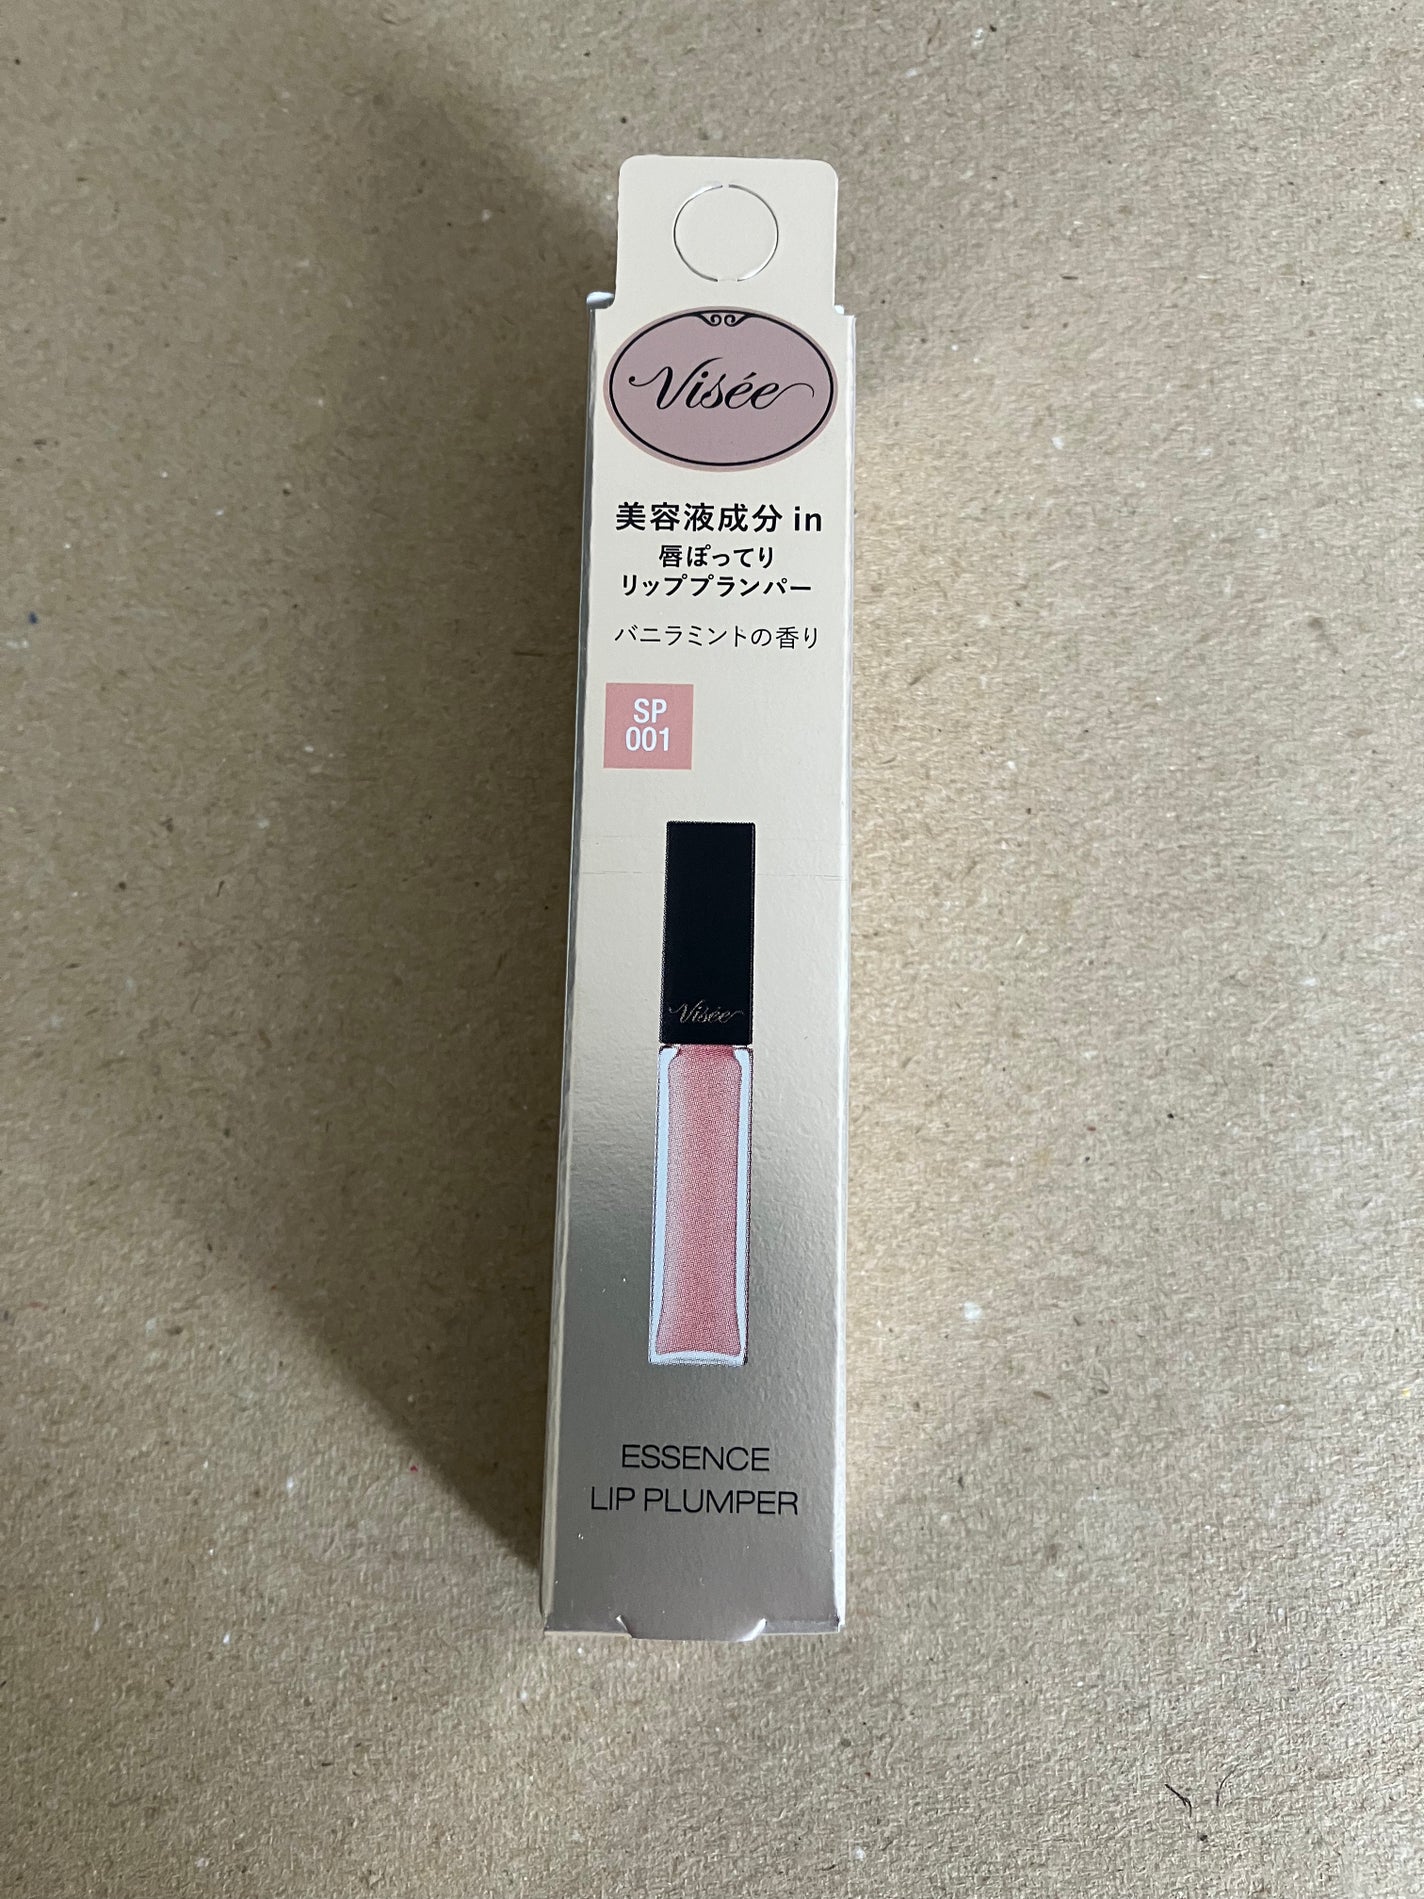 Visée
美容液成分 in
唇ぽってり
リッププランパー
バニラミントの香り
SP
001
Visée
ESSENCE
LIP PLUMPER